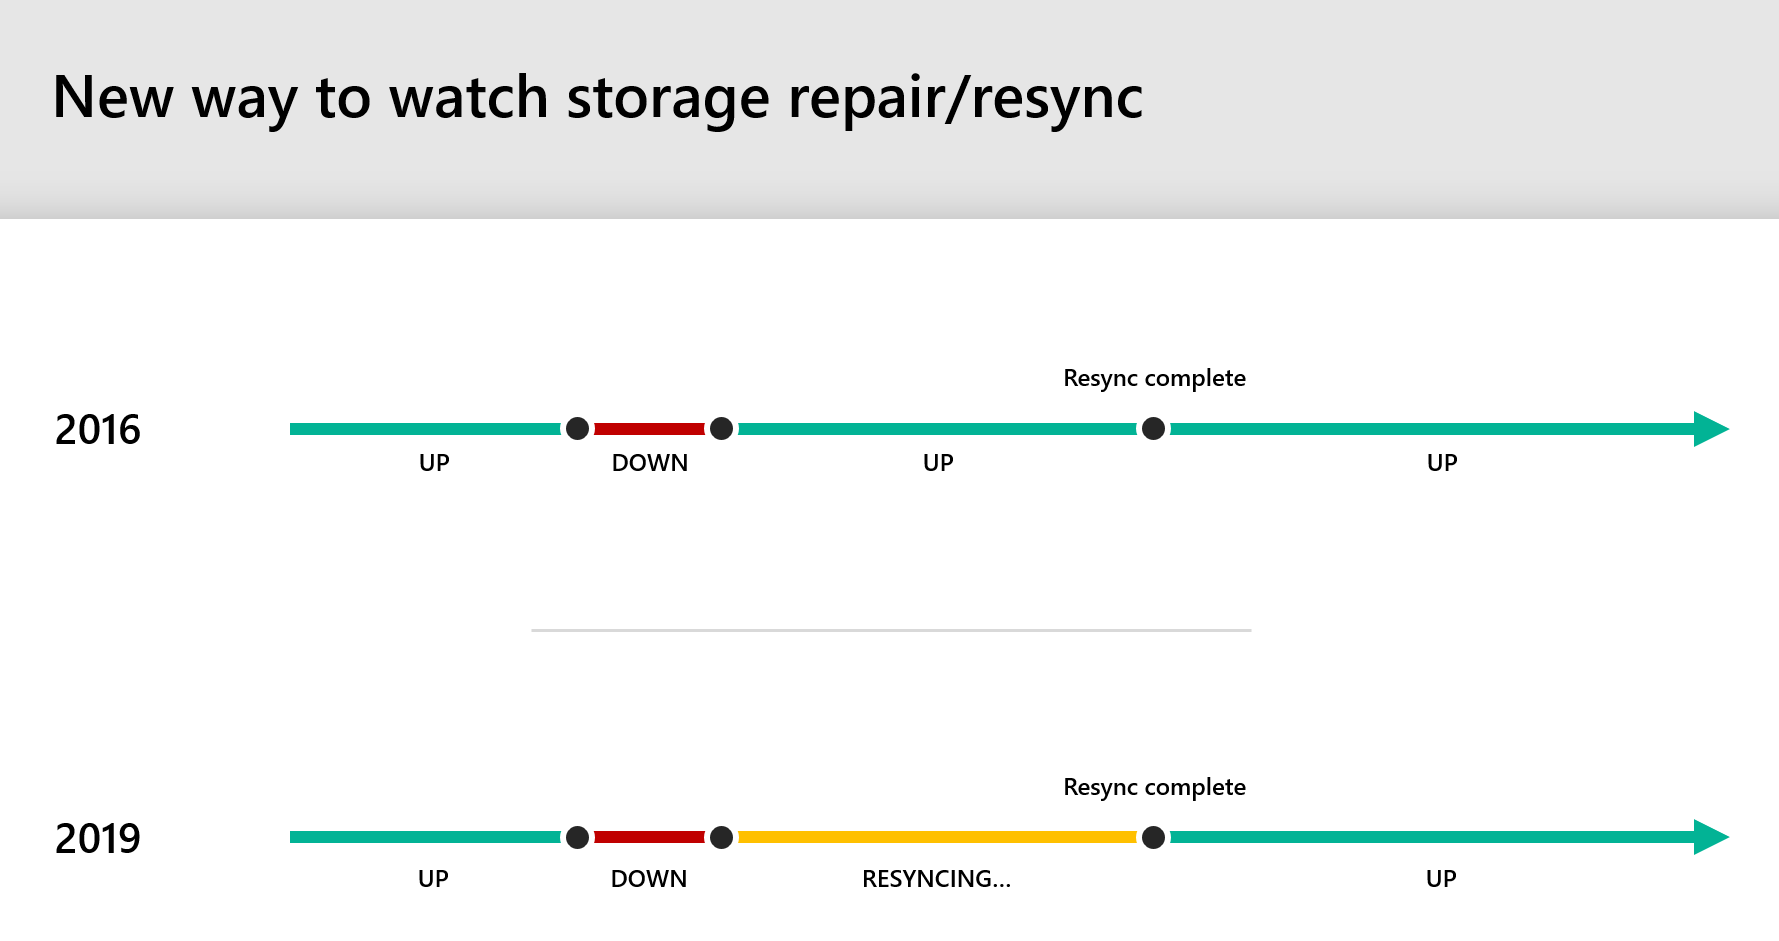 New way to watch storage repair/resync
Resync complete
2016
UP DOWN UP UP
Resync complete
2019
UP DOWN RESYNCING... UP